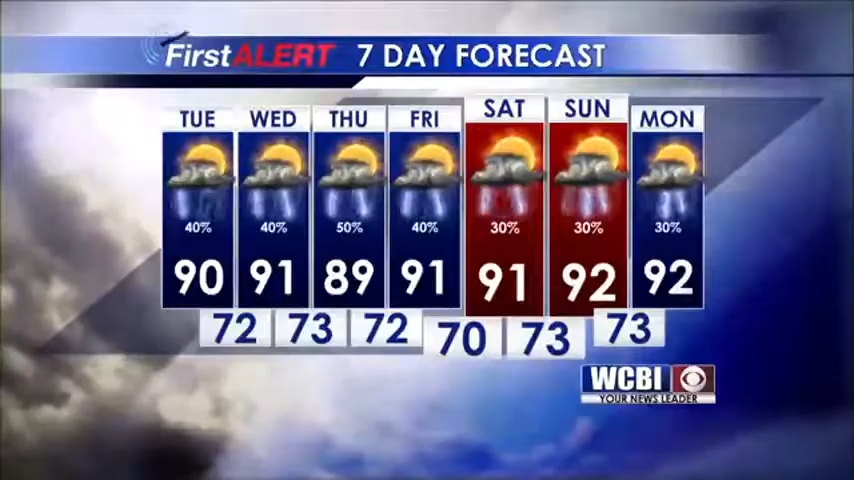 FirstALERT 7 DAY FORECAST
TUE WED THU FRI SAT SUN MON
40% 40% 50% 40% 30% 30% 30%
90 91 89 91 91 92 92
72 73 72 70 73 73
WCBI
YOUR NEWS LEADER